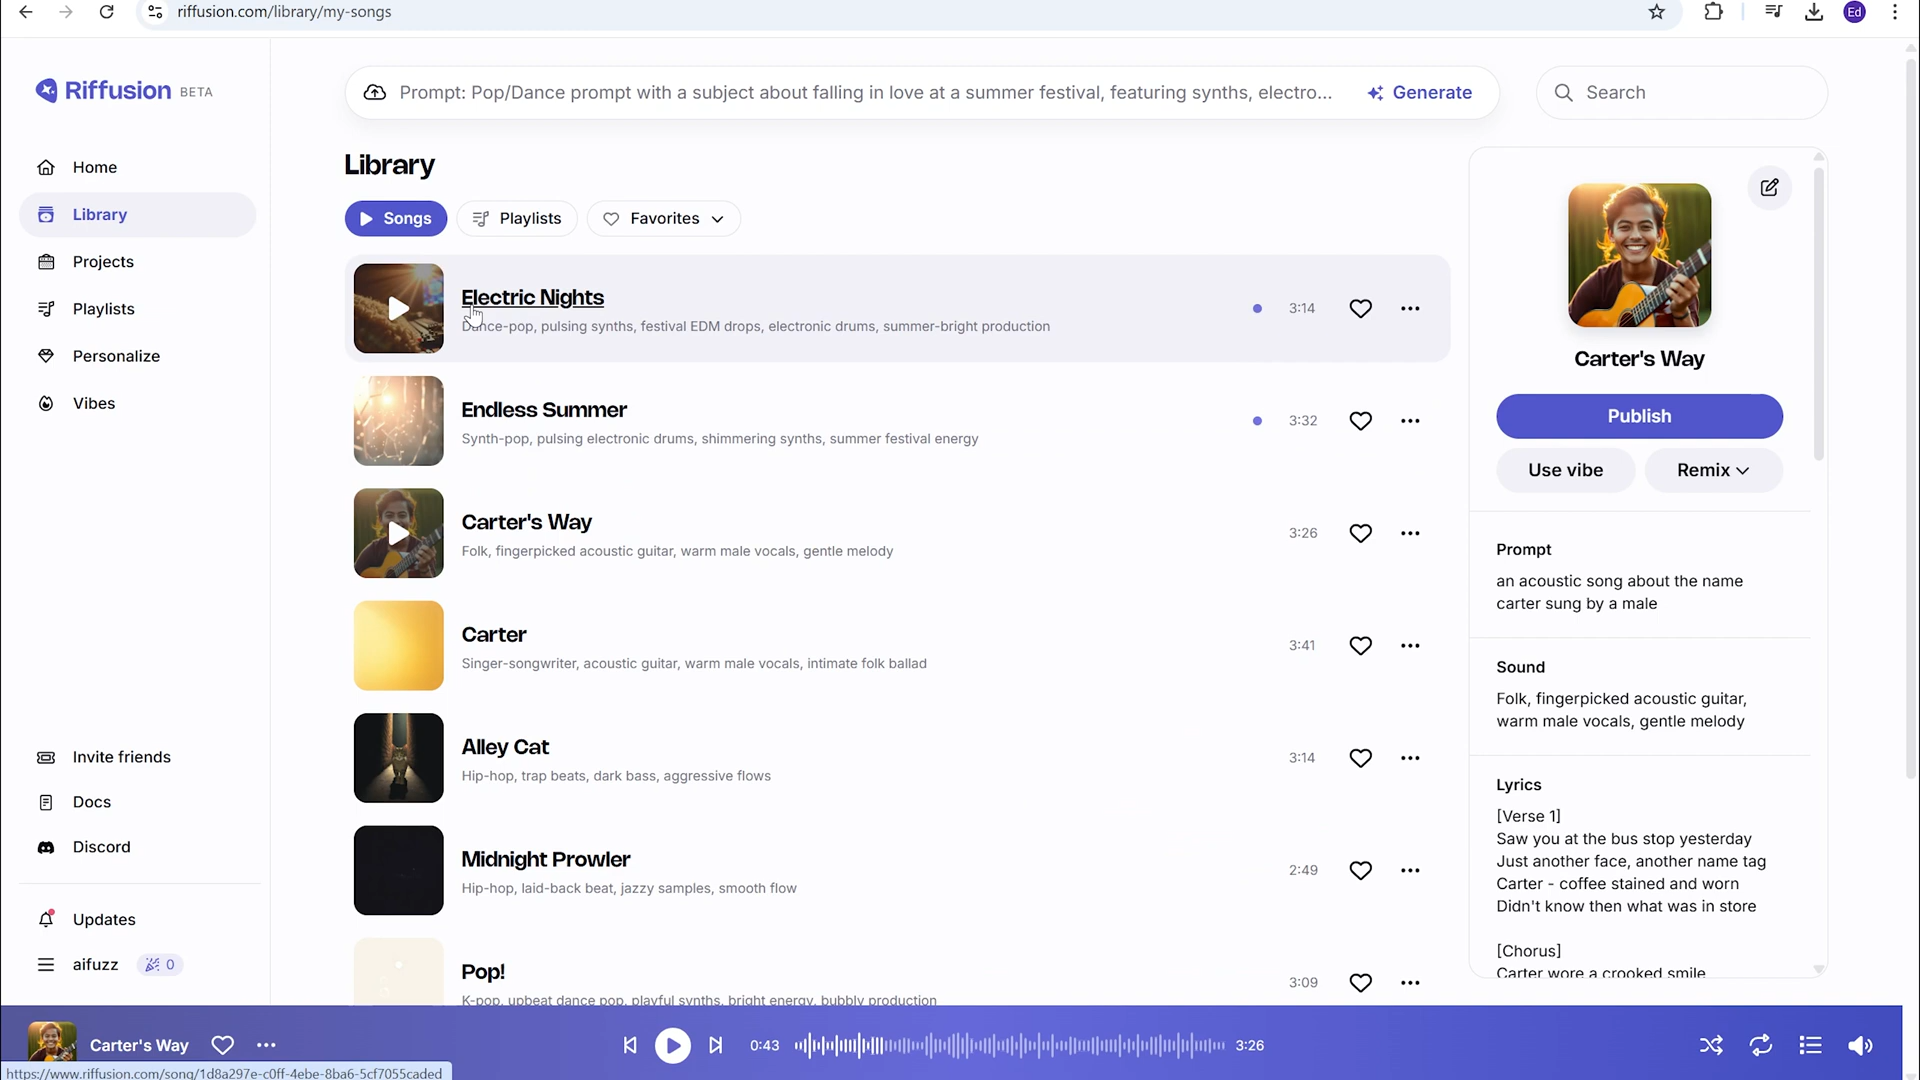 riffusion.com/library/my-songs
Ed
Riffusion BETA
Prompt: Pop/Dance prompt with a subject about falling in love at a summer festival, featuring synths, electro...
Generate
Search
Home
Library
Projects
Playlists
Personalize
Vibes
Invite friends
Docs
Discord
Updates
aifuzz
0
Library
Songs
Playlists
Favorites
Electric Nights
Dance-pop, pulsing synths, festival EDM drops, electronic drums, summer-bright production
3:14
Endless Summer
Synth-pop, pulsing electronic drums, shimmering synths, summer festival energy
3:32
Carter's Way
Folk, fingerpicked acoustic guitar, warm male vocals, gentle melody
3:26
Carter
Singer-songwriter, acoustic guitar, warm male vocals, intimate folk ballad
3:41
Alley Cat
Hip-hop, trap beats, dark bass, aggressive flows
3:14
Midnight Prowler
Hip-hop, laid-back beat, jazzy samples, smooth flow
2:49
Pop!
K-pop, upbeat dance pop, playful synths, bright energy, bubbly production
3:09
Carter's Way
Publish
Use vibe
Remix
Prompt
an acoustic song about the name
carter sung by a male
Sound
Folk, fingerpicked acoustic guitar,
warm male vocals, gentle melody
Lyrics
[Verse 1]
Saw you at the bus stop yesterday
Just another face, another name tag
Carter - coffee stained and worn
Didn't know then what was in store
[Chorus]
Carter wore a crooked smile
Carter's Way
0:43
3:26
https://www.riffusion.com/song/1d8a297e-c0ff-4ebe-8ba6-5cf7055caded